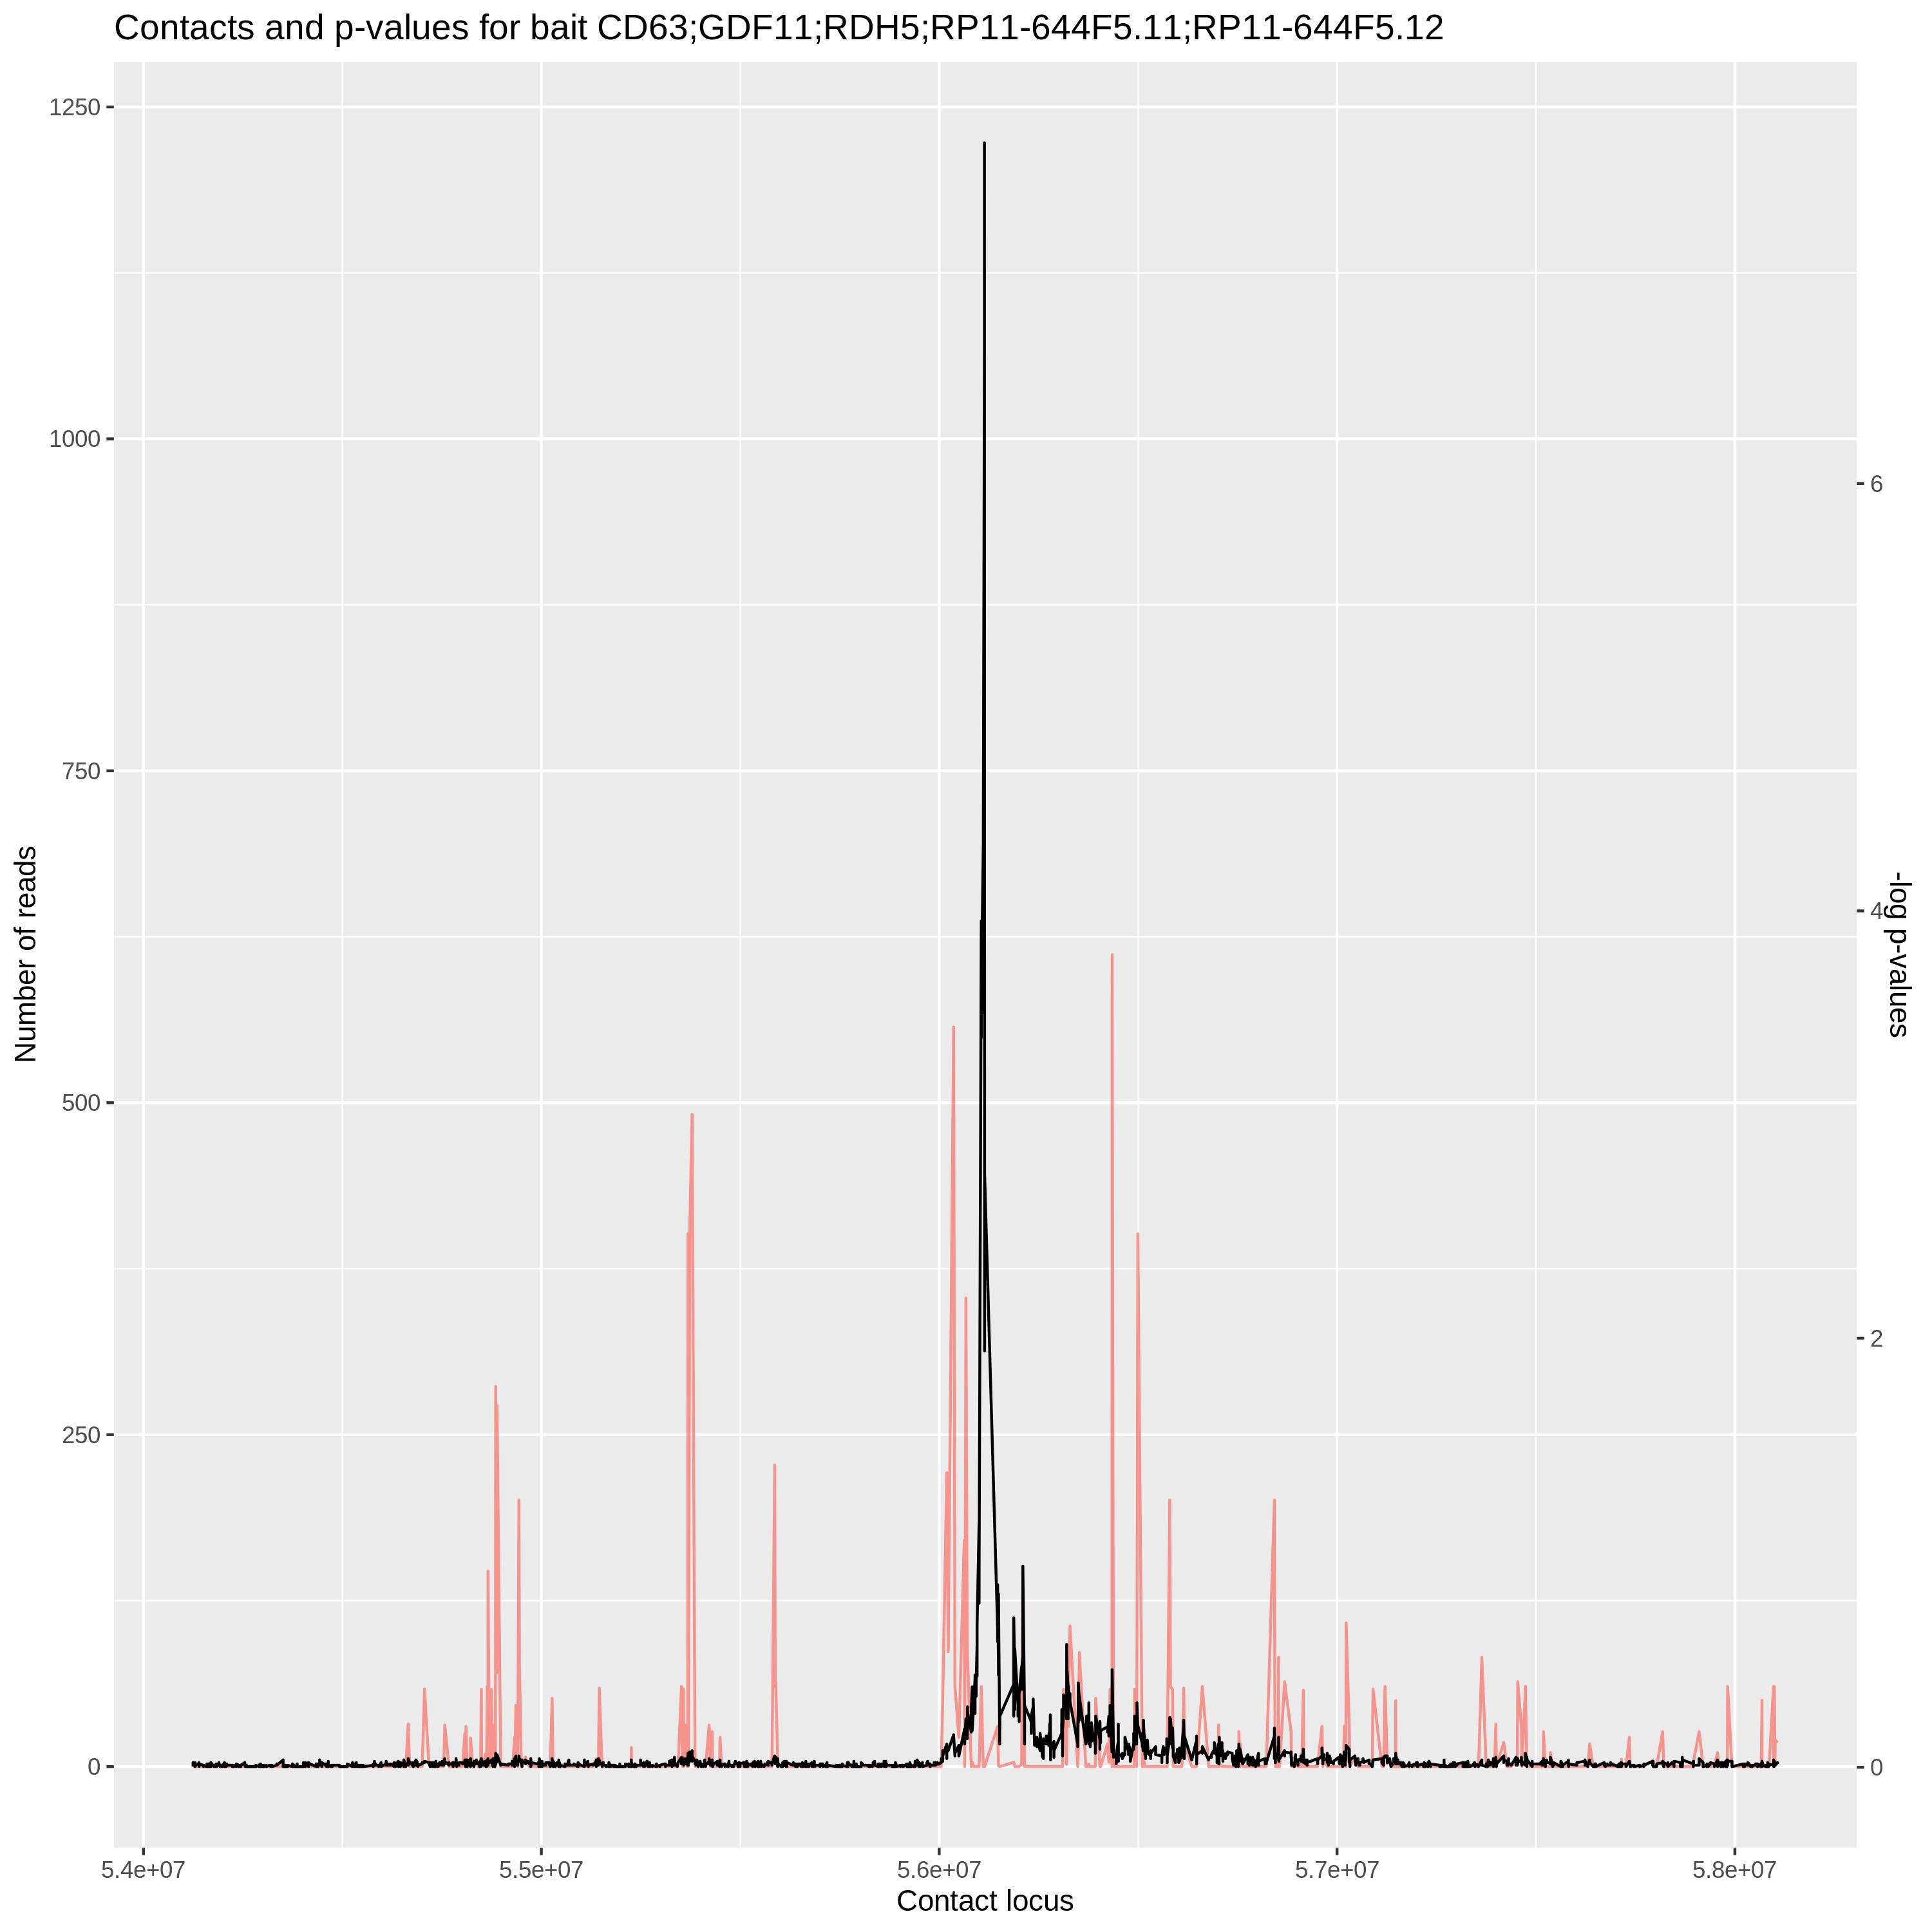 Contacts and p-values for bait CD63;GDF11;RDH5;RP11-644F5.11;RP11-644F5.12
1250
1000
750
500
250
0
Number of reads
6
4
2
0
-log p-values
5.4e+07
5.5e+07
5.6e+07
5.7e+07
5.8e+07
Contact locus